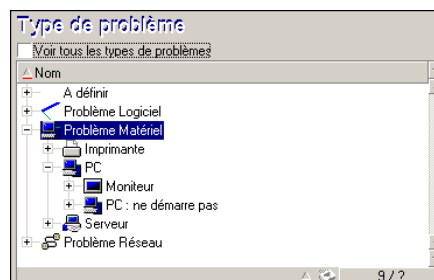 Type de problème
Voir tous les types de problèmes
Nom
A définir
Problème Logiciel
Problème Matériel
Imprimante
PC
Moniteur
PC : ne démarre pas
Serveur
Problème Réseau
9 / ?